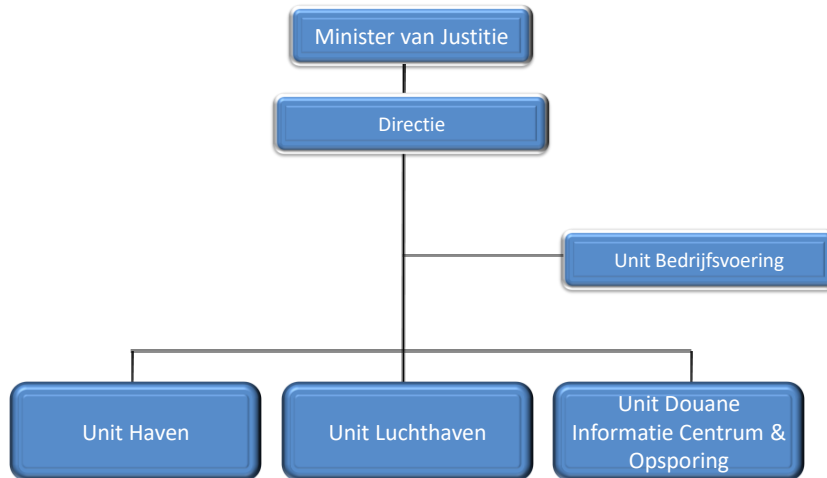 Minister van Justitie
Directie
Unit Bedrijfsvoering
Unit Haven
Unit Luchthaven
Unit Douane
Informatie Centrum &
Opsporing